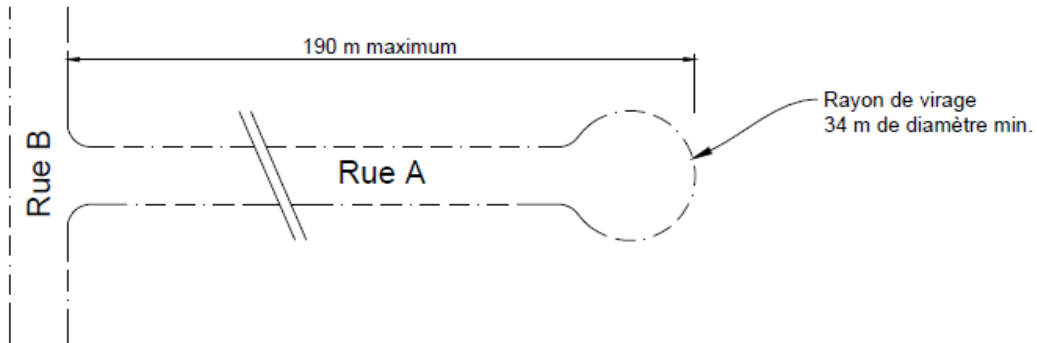 190 m maximum
Rayon de virage
34 m de diamètre min.
Rue A
Rue B